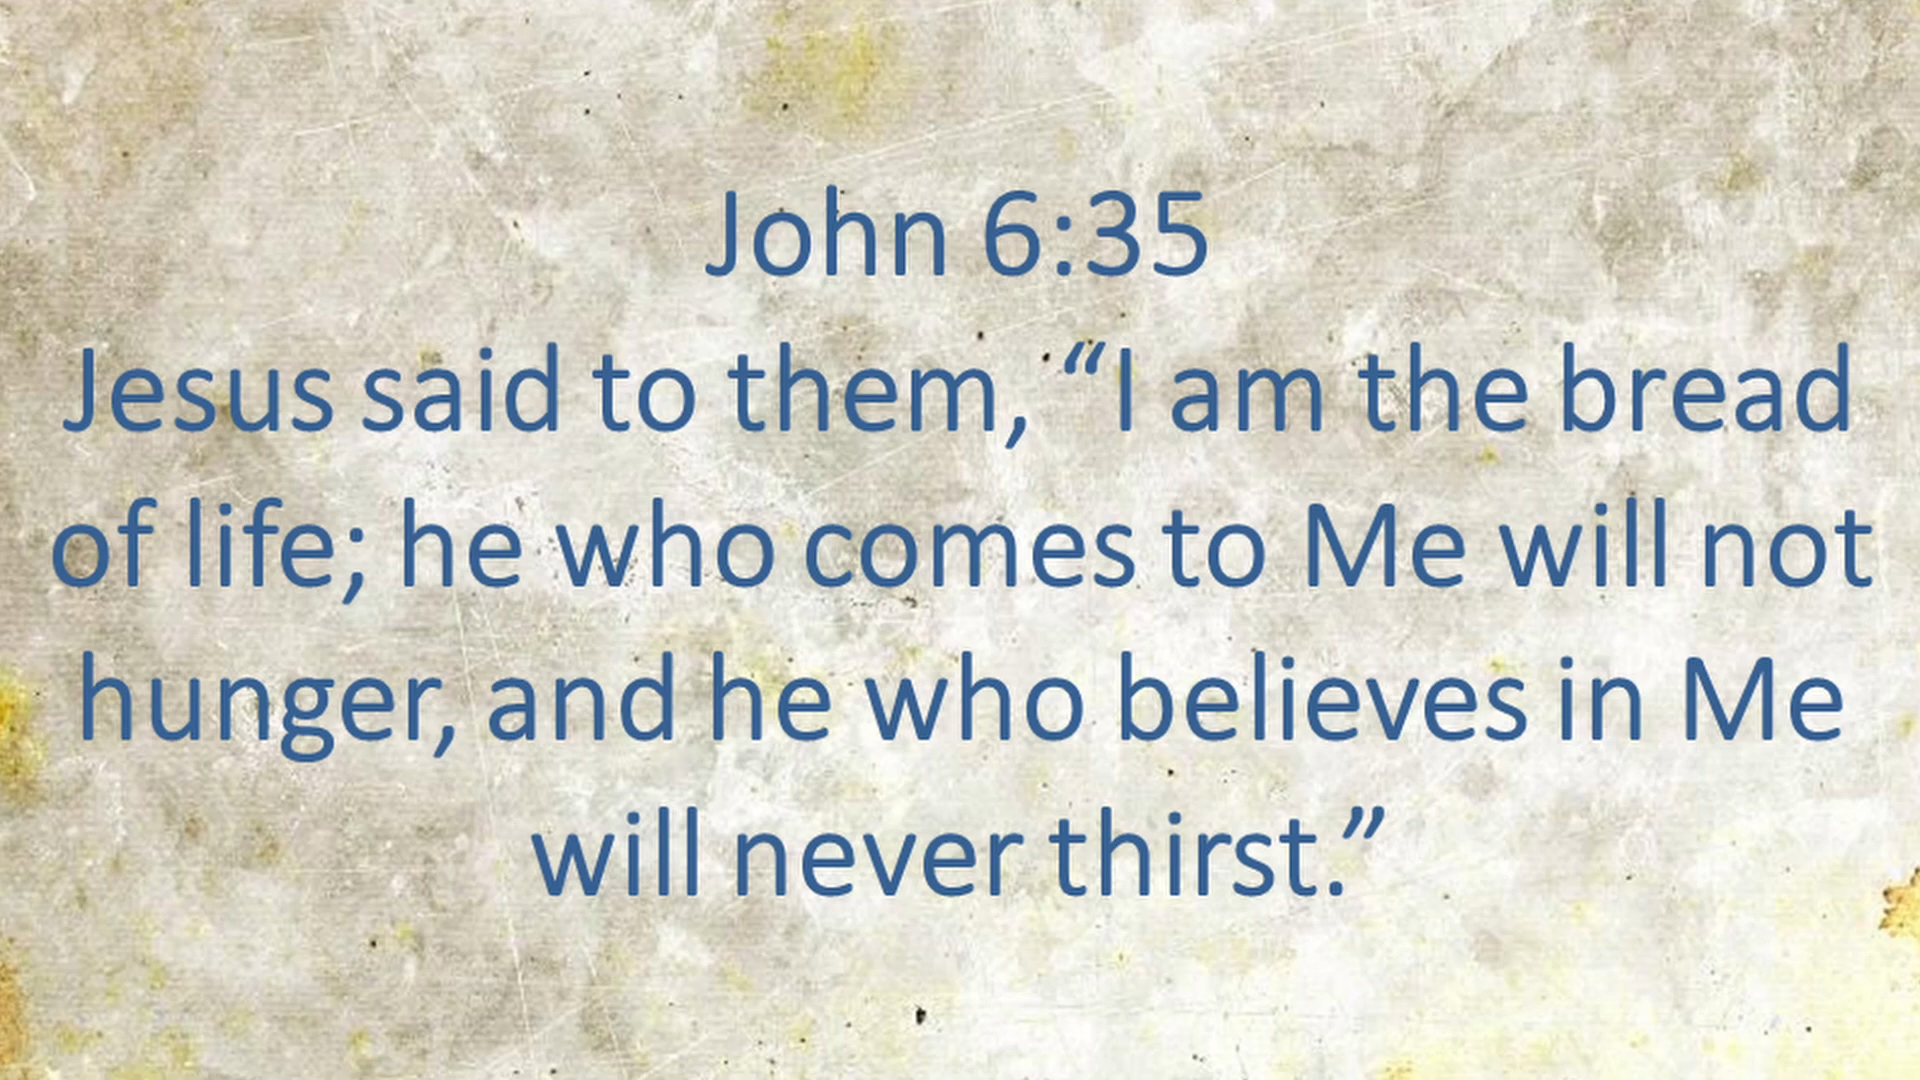 John 6:35
Jesus said to them, “I am the bread
of life; he who comes to Me will not
hunger, and he who believes in Me
will never thirst.”